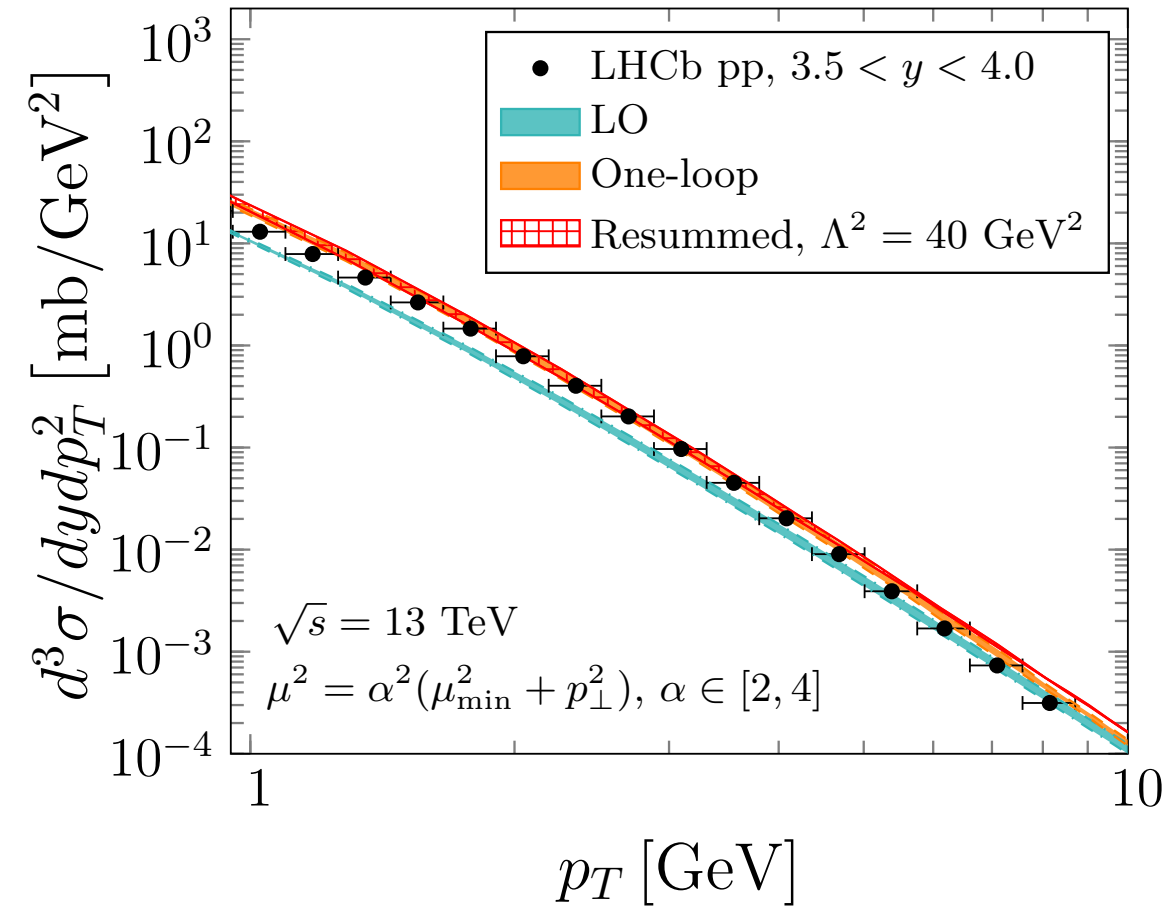 d³σ/dydp_T² [mb/GeV²]
10³
10²
10¹
10⁰
10⁻¹
10⁻²
10⁻³
10⁻⁴
LHCb pp, 3.5 < y < 4.0
LO
One-loop
Resummed, Λ² = 40 GeV²
√s = 13 TeV
μ² = α²(μ²_min + p²_⊥), α ∈ [2, 4]
1
10
p_T [GeV]